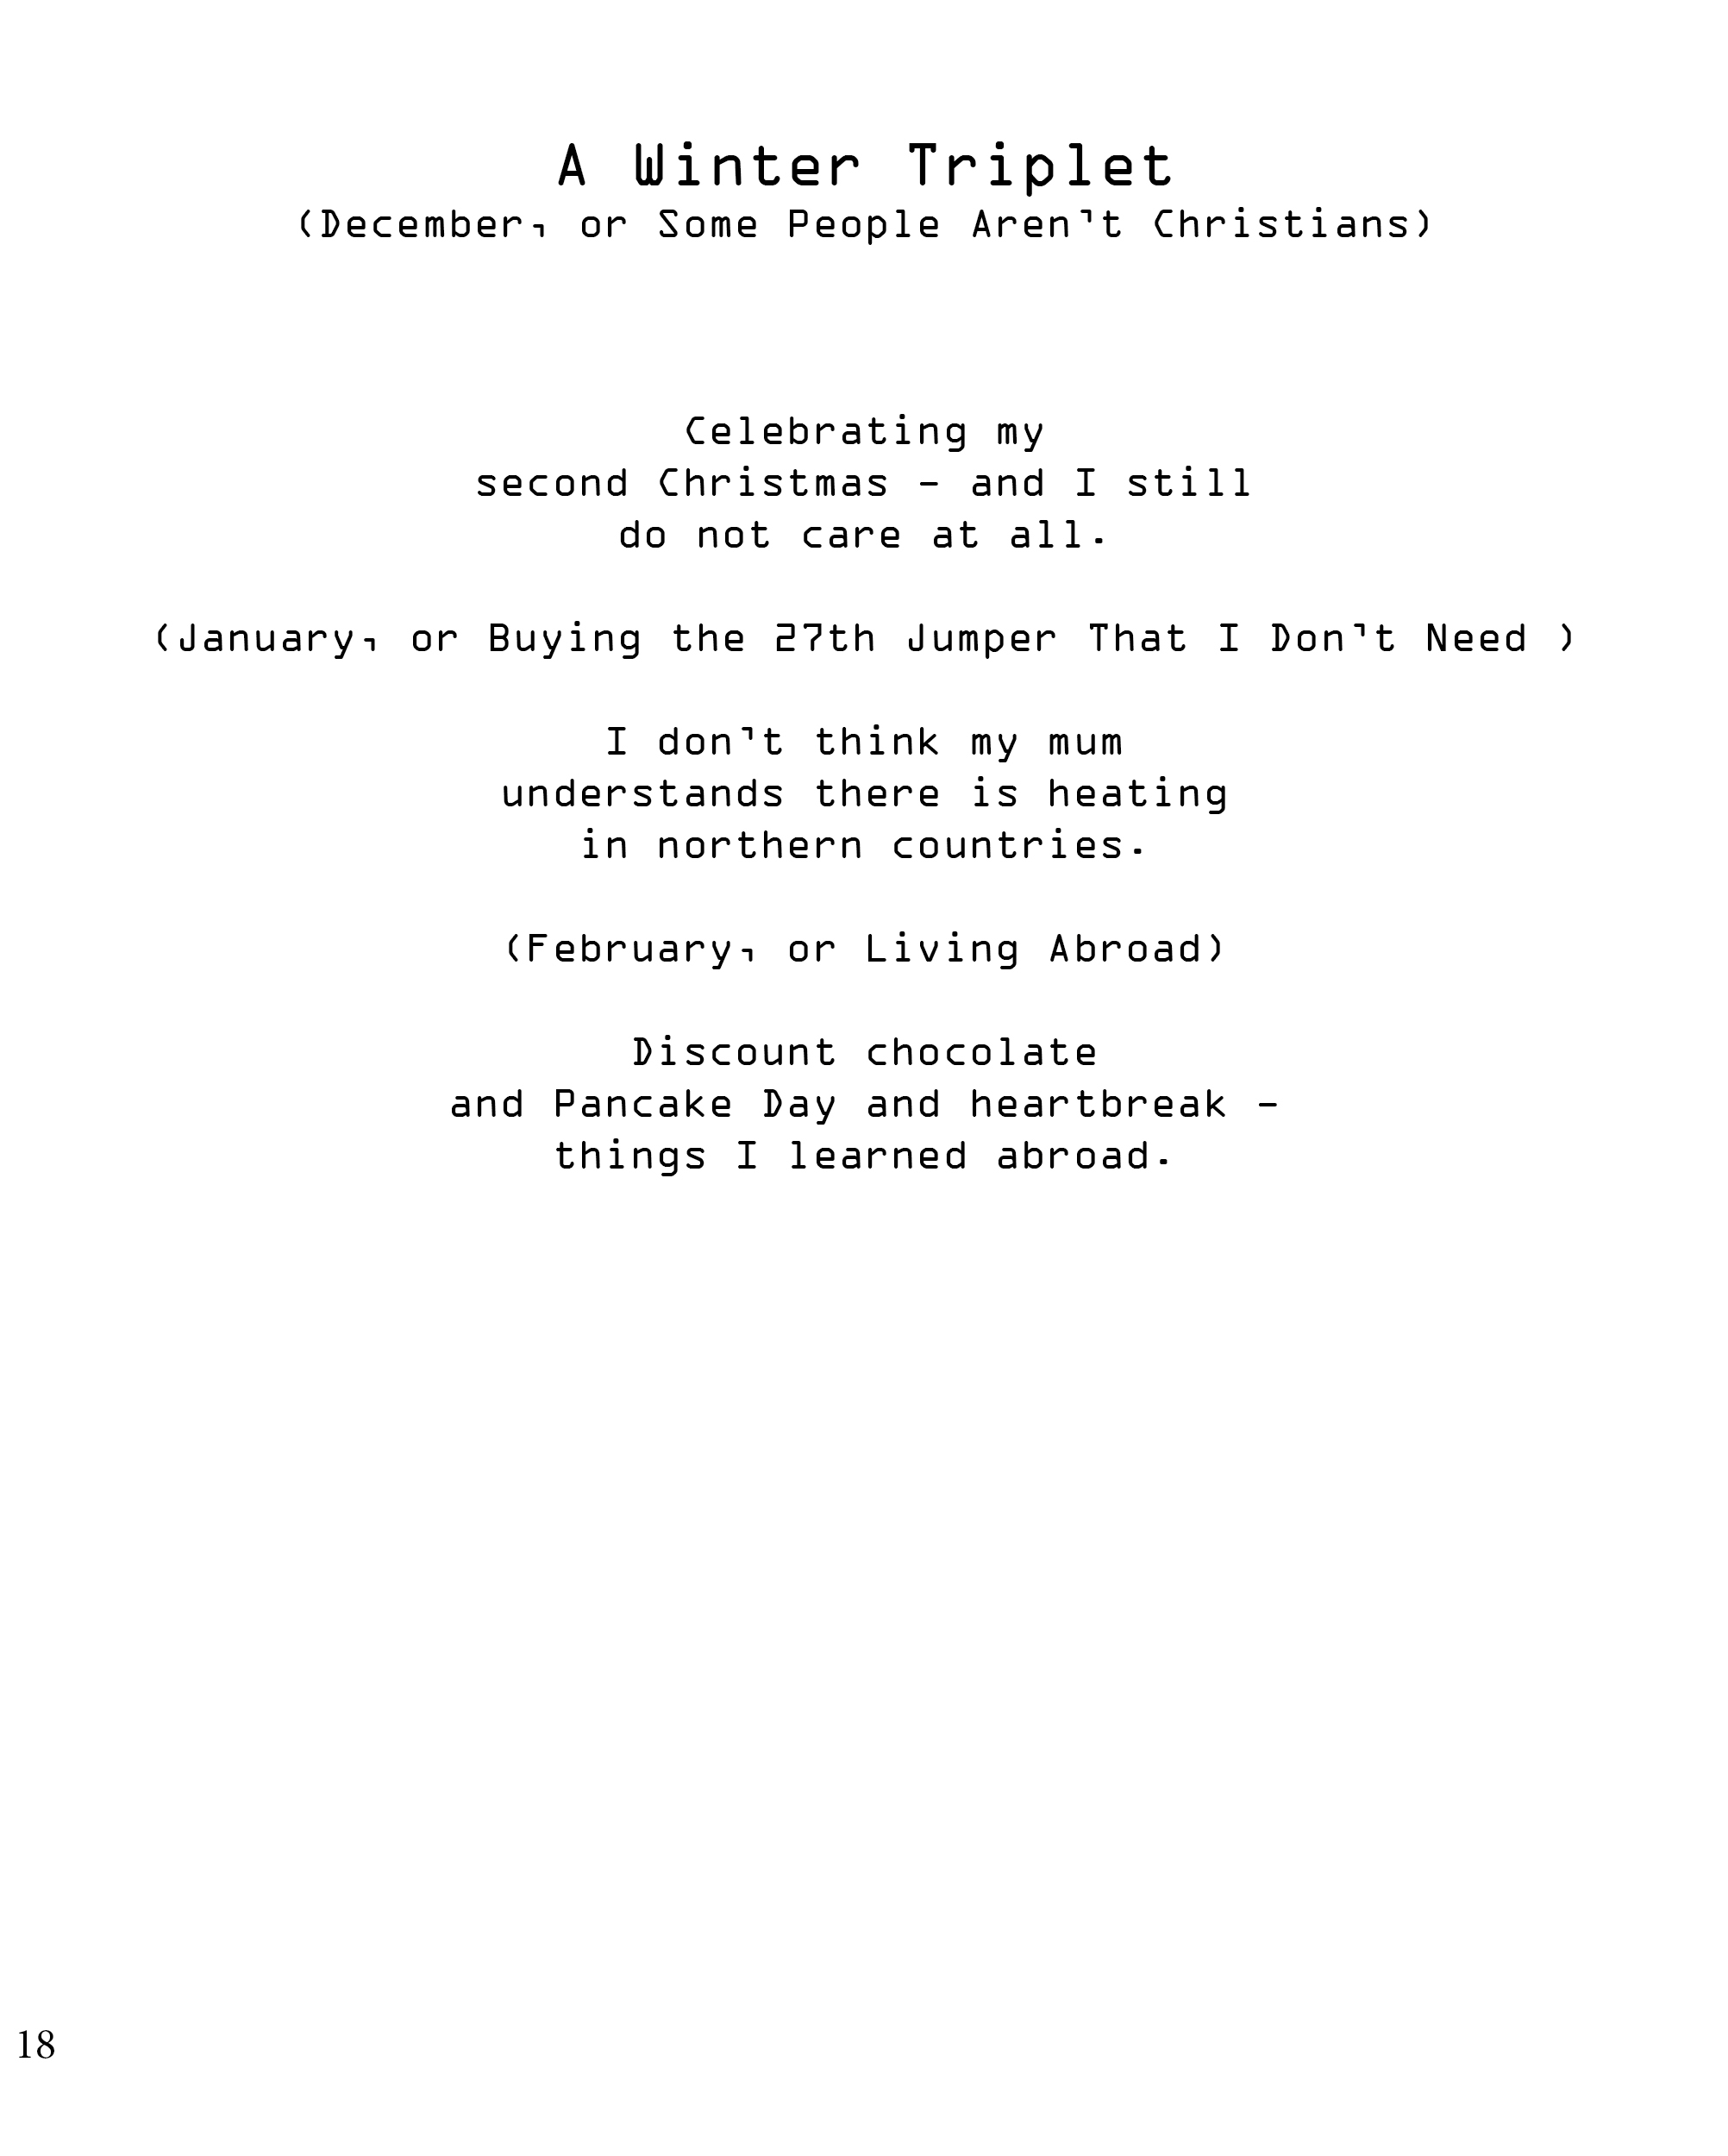 A Winter Triplet
(December, or Some People Aren't Christians)
Celebrating my
second Christmas - and I still
do not care at all.
(January, or Buying the 27th Jumper That I Don't Need )
I don't think my mum
understands there is heating
in northern countries.
(February, or Living Abroad)
Discount chocolate
and Pancake Day and heartbreak -
things I learned abroad.
18